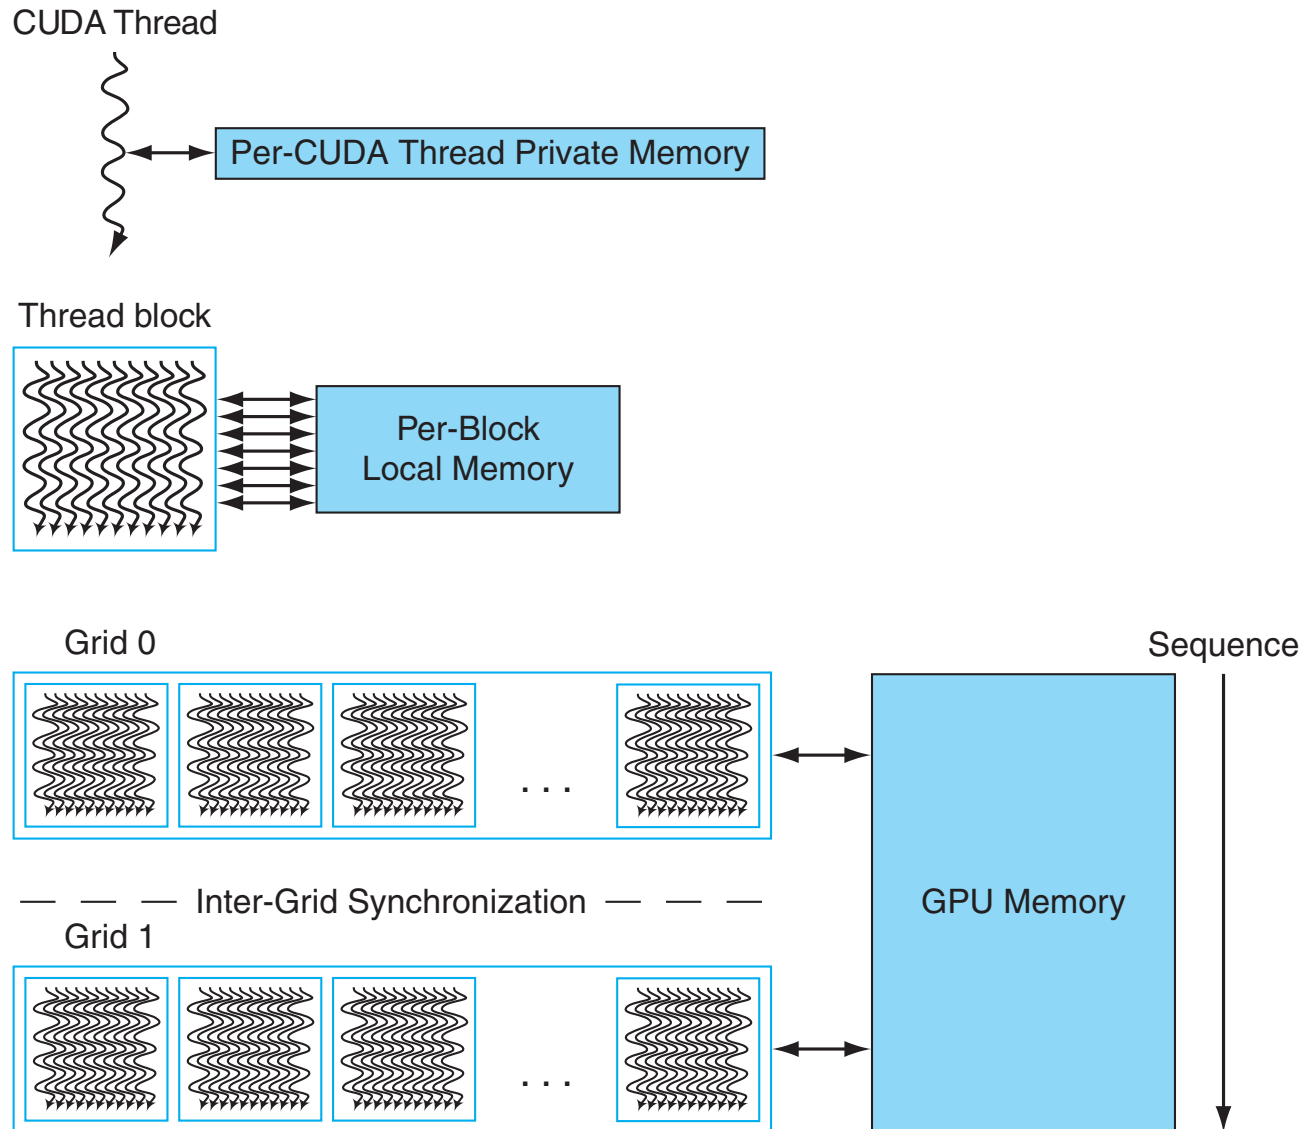 CUDA Thread
Per-CUDA Thread Private Memory
Thread block
Per-Block
Local Memory
Grid 0
Sequence
. . .
Inter-Grid Synchronization
GPU Memory
Grid 1
. . .